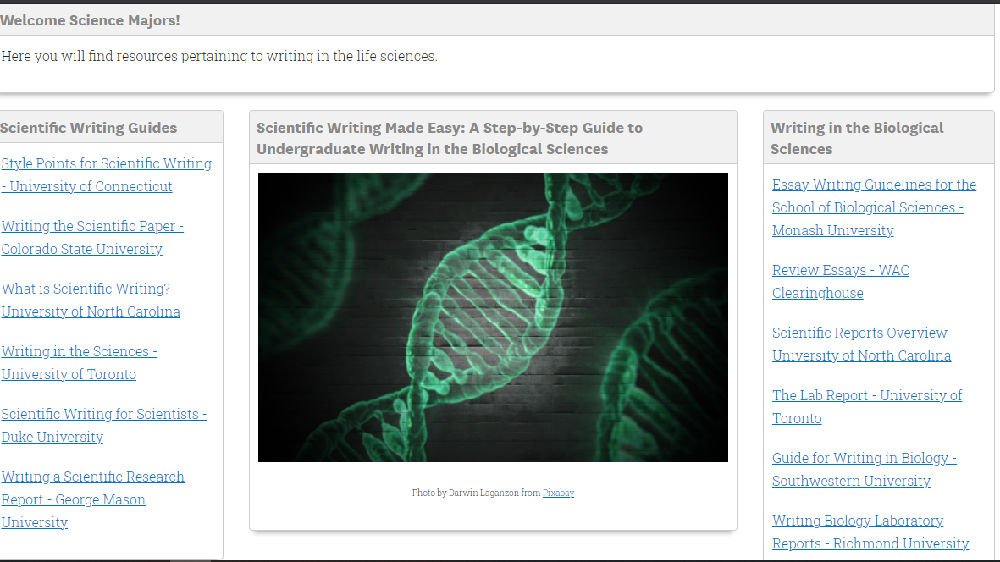 Welcome Science Majors!
Here you will find resources pertaining to writing in the life sciences.
Scientific Writing Guides
Style Points for Scientific Writing
- University of Connecticut
Writing the Scientific Paper -
Colorado State University
What is Scientific Writing? -
University of North Carolina
Writing in the Sciences -
University of Toronto
Scientific Writing for Scientists -
Duke University
Writing a Scientific Research
Report - George Mason
University
Scientific Writing Made Easy: A Step-by-Step Guide to
Undergraduate Writing in the Biological Sciences
Photo by Darwin Laganzon from Pixabay
Writing in the Biological
Sciences
Essay Writing Guidelines for the
School of Biological Sciences -
Monash University
Review Essays - WAC
Clearinghouse
Scientific Reports Overview -
University of North Carolina
The Lab Report - University of
Toronto
Guide for Writing in Biology -
Southwestern University
Writing Biology Laboratory
Reports - Richmond University